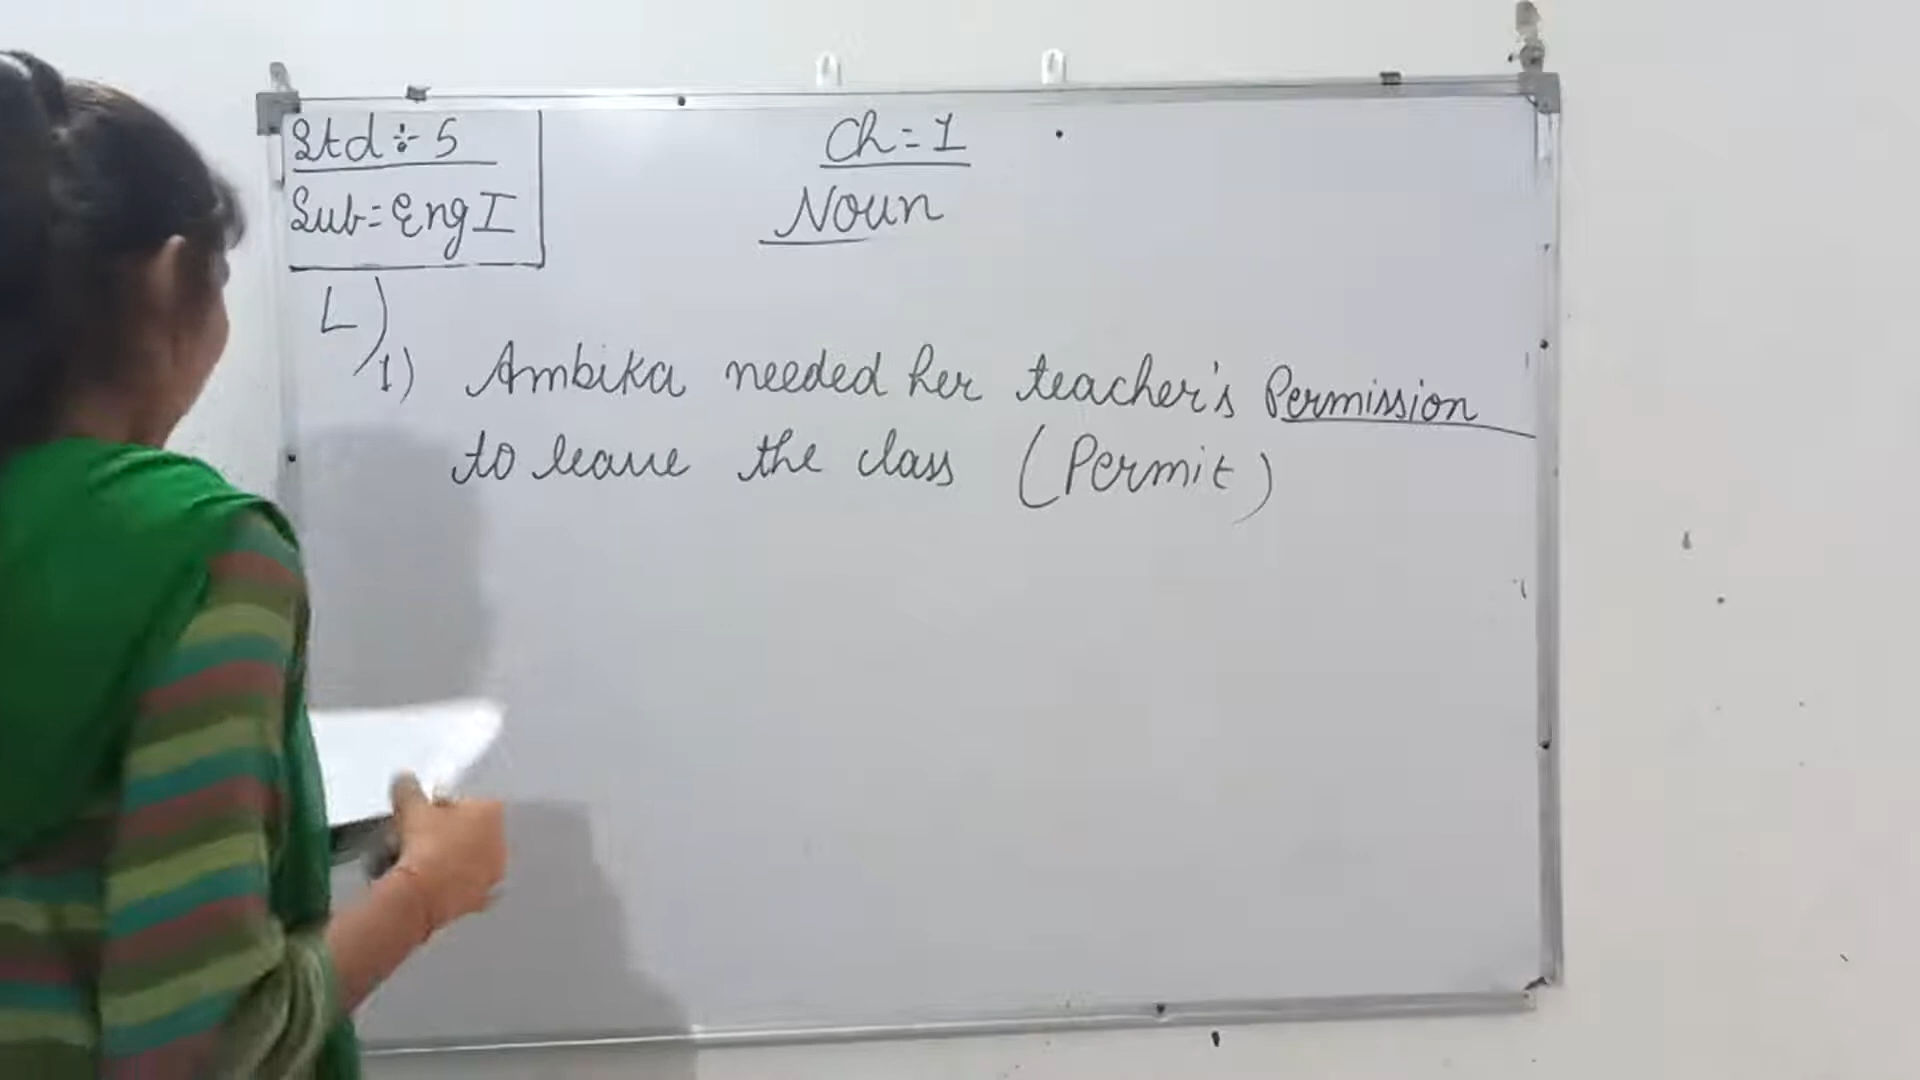 Std ÷ 5
Sub = Eng I
Ch = 1
Noun
L)
1) Ambika needed her teacher's Permission
to leave the class (Permit)